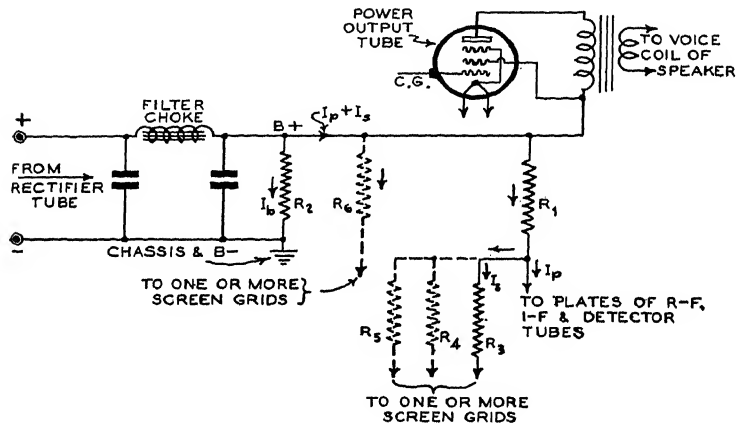 POWER
OUTPUT
TUBE
C.G.
TO VOICE
COIL OF
SPEAKER
FILTER
CHOKE
B+
Ip+Is
+
FROM
RECTIFIER
TUBE
Ib
R2
R6
R1
-
CHASSIS & B-
TO ONE OR MORE
SCREEN GRIDS
Is
Ip
TO PLATES OF R-F,
I-F & DETECTOR
TUBES
R5
R4
R3
TO ONE OR MORE
SCREEN GRIDS